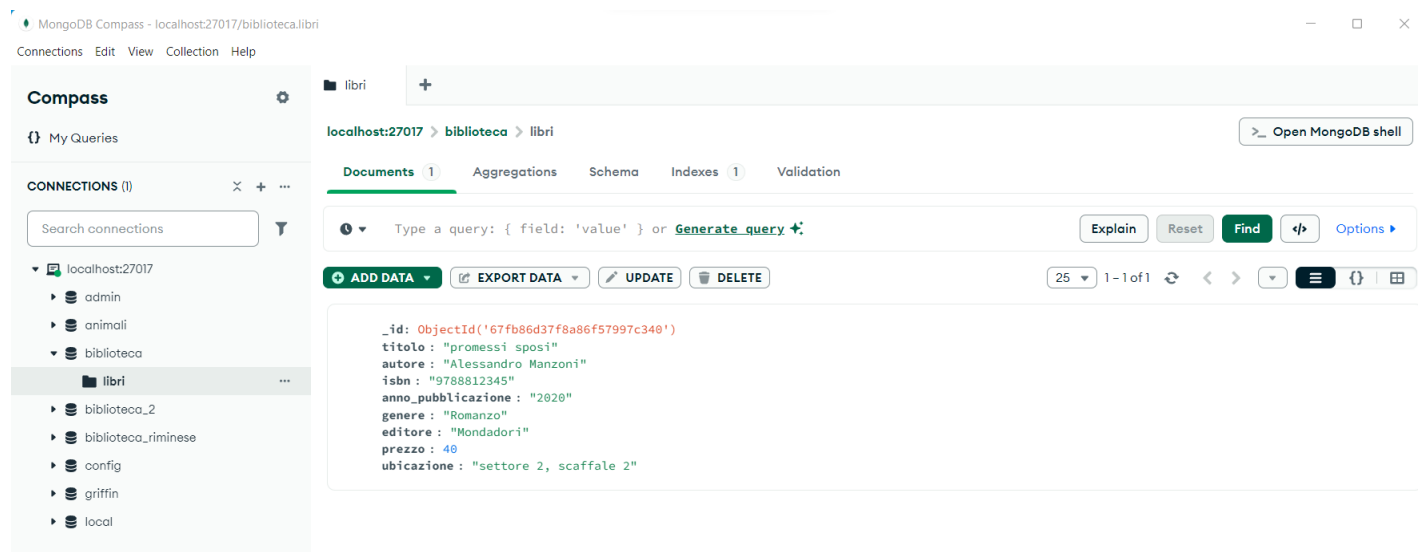 MongoDB Compass - localhost:27017/biblioteca.libri
Connections Edit View Collection Help
Compass
{} My Queries
CONNECTIONS (1)
Search connections
localhost:27017
admin
animali
biblioteca
libri
biblioteca_2
biblioteca_riminese
config
griffin
local
libri
localhost:27017 > biblioteca > libri
>_ Open MongoDB shell
Documents 1 Aggregations Schema Indexes 1 Validation
Type a query: { field: 'value' } or Generate query
Explain Reset Find </> Options
ADD DATA EXPORT DATA UPDATE DELETE 25 1 – 1 of 1 {}
_id: ObjectId('67fb86d37f8a86f57997c340')
titolo : "promessi sposi"
autore : "Alessandro Manzoni"
isbn : "9788812345"
anno_pubblicazione : "2020"
genere : "Romanzo"
editore : "Mondadori"
prezzo : 40
ubicazione : "settore 2, scaffale 2"